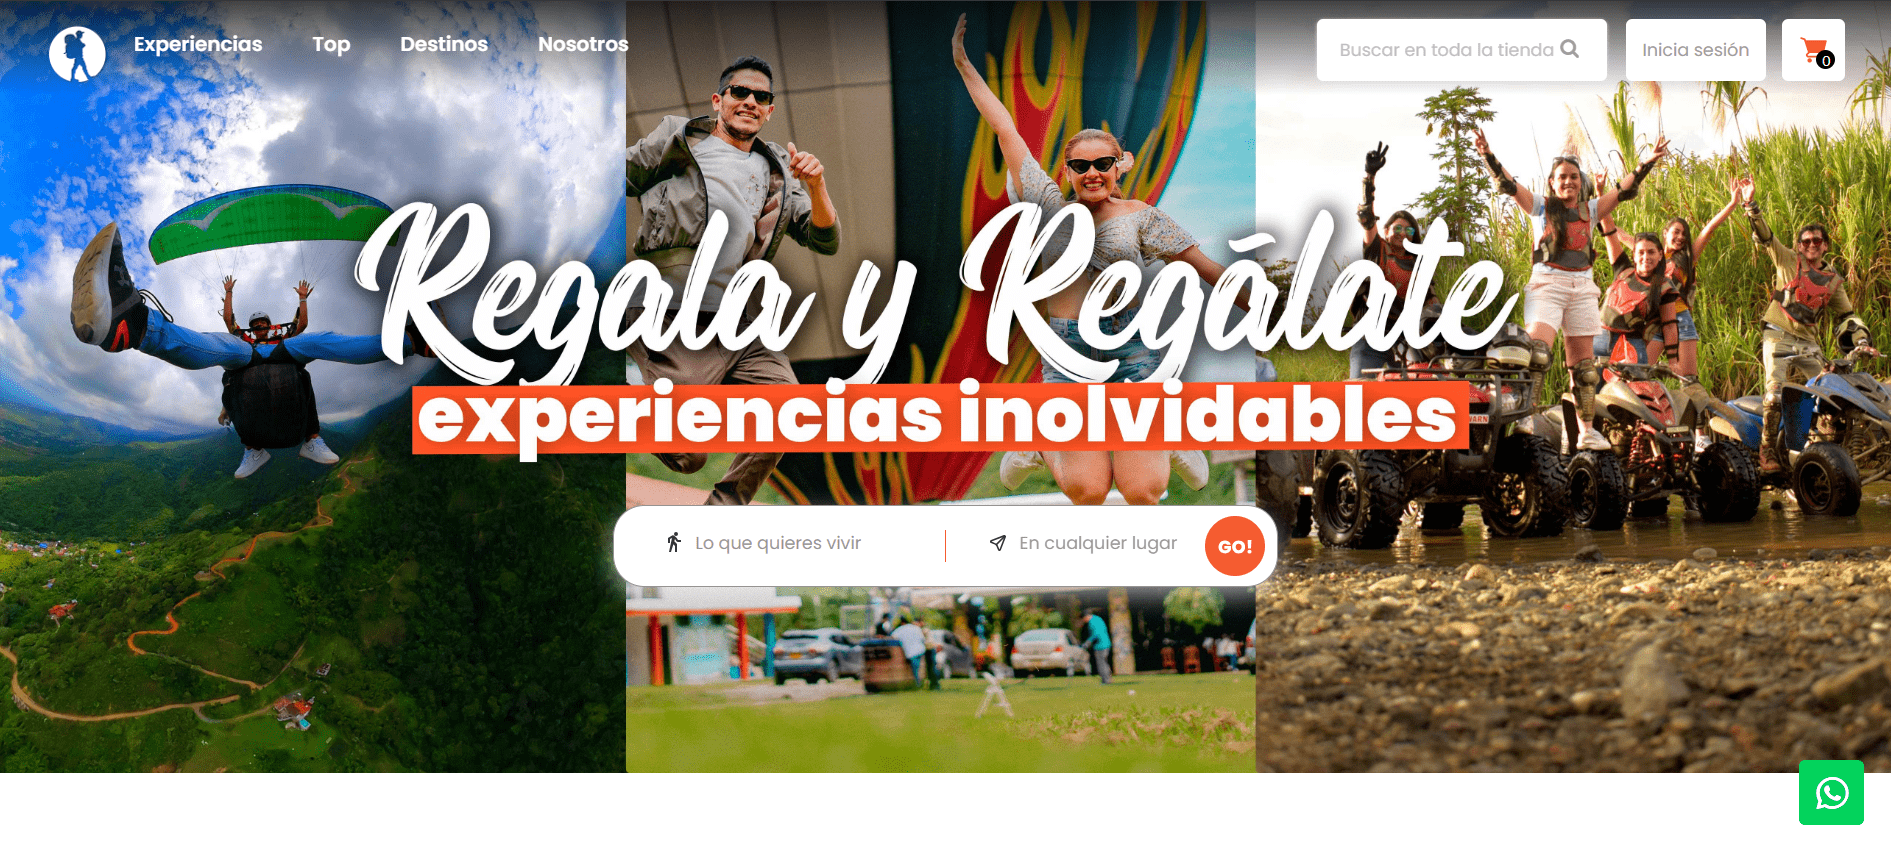 Experiencias Top Destinos Nosotros
Buscar en toda la tienda
Inicia sesión
0
Regala y Regálate
experiencias inolvidables
WARN
Lo que quieres vivir
En cualquier lugar
GO!